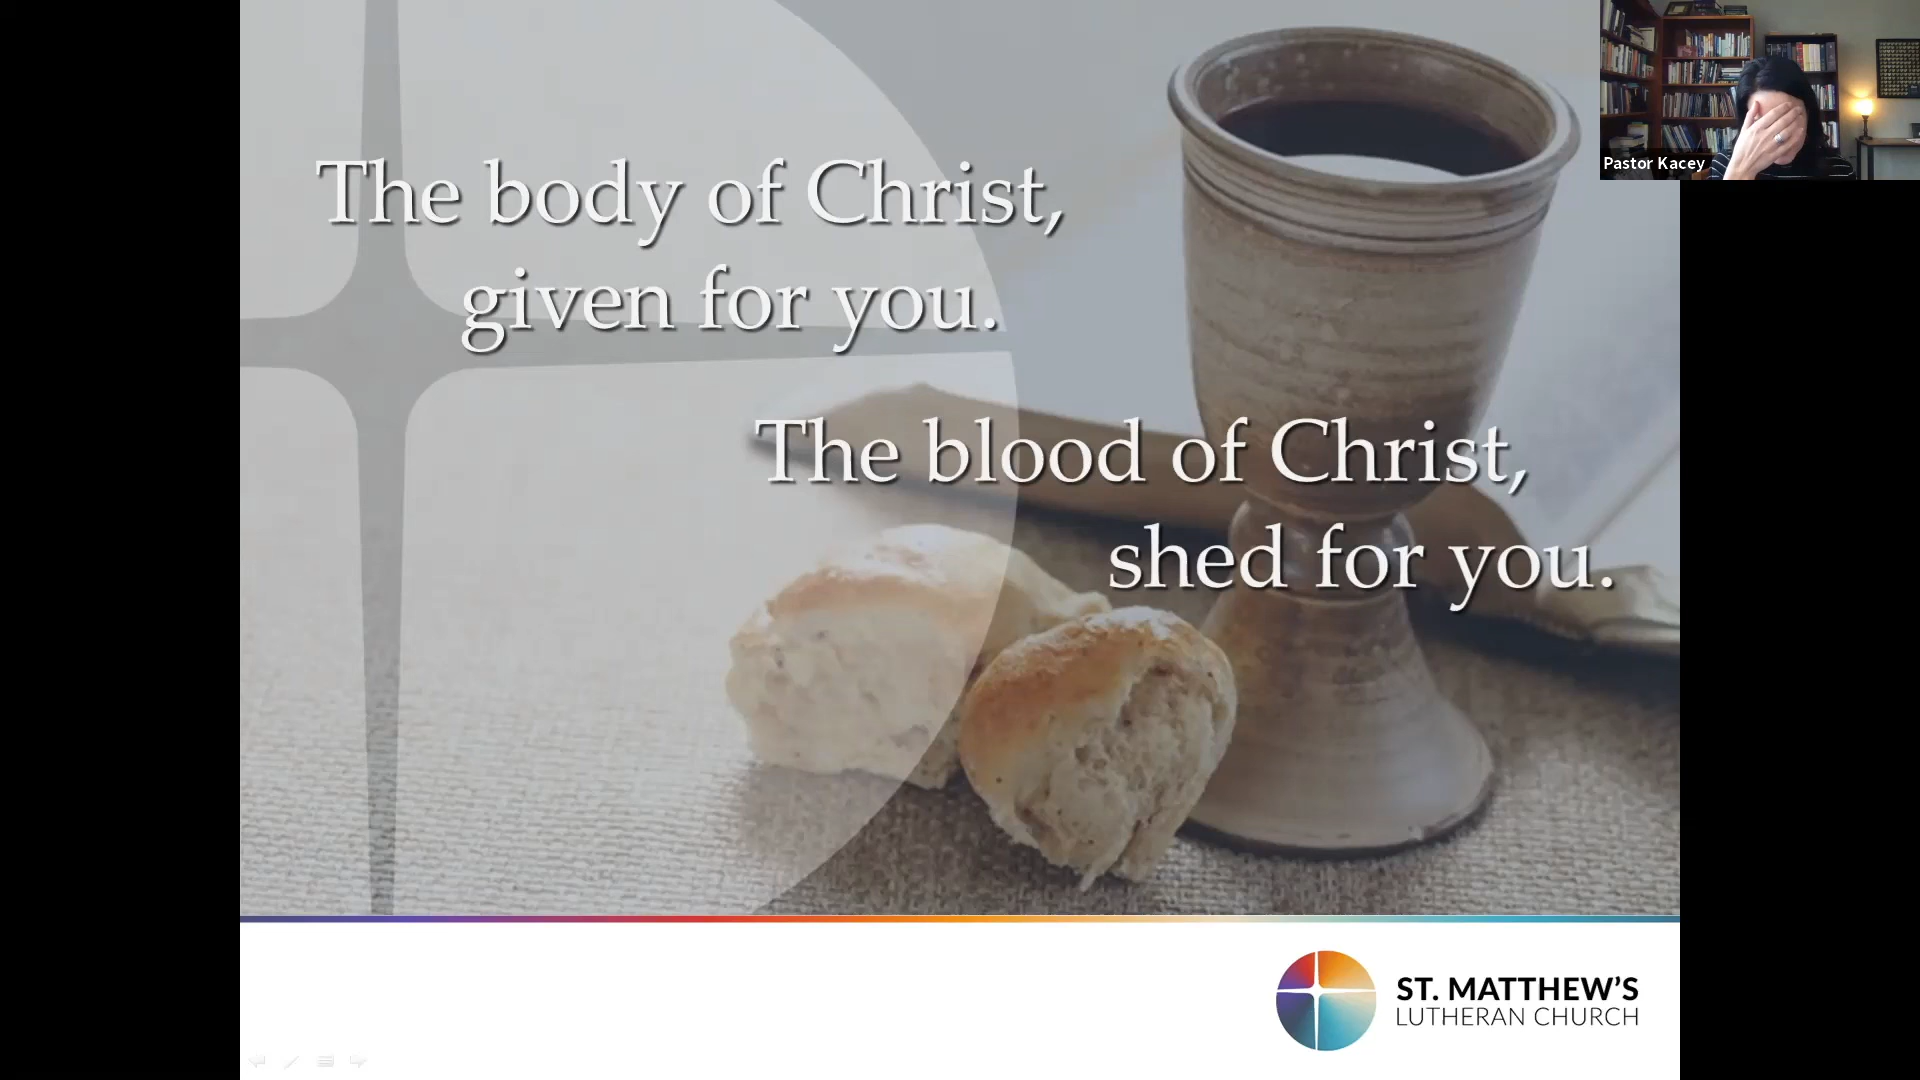 The body of Christ,
given for you.
The blood of Christ,
shed for you.
Pastor Kacey
ST. MATTHEW'S
LUTHERAN CHURCH